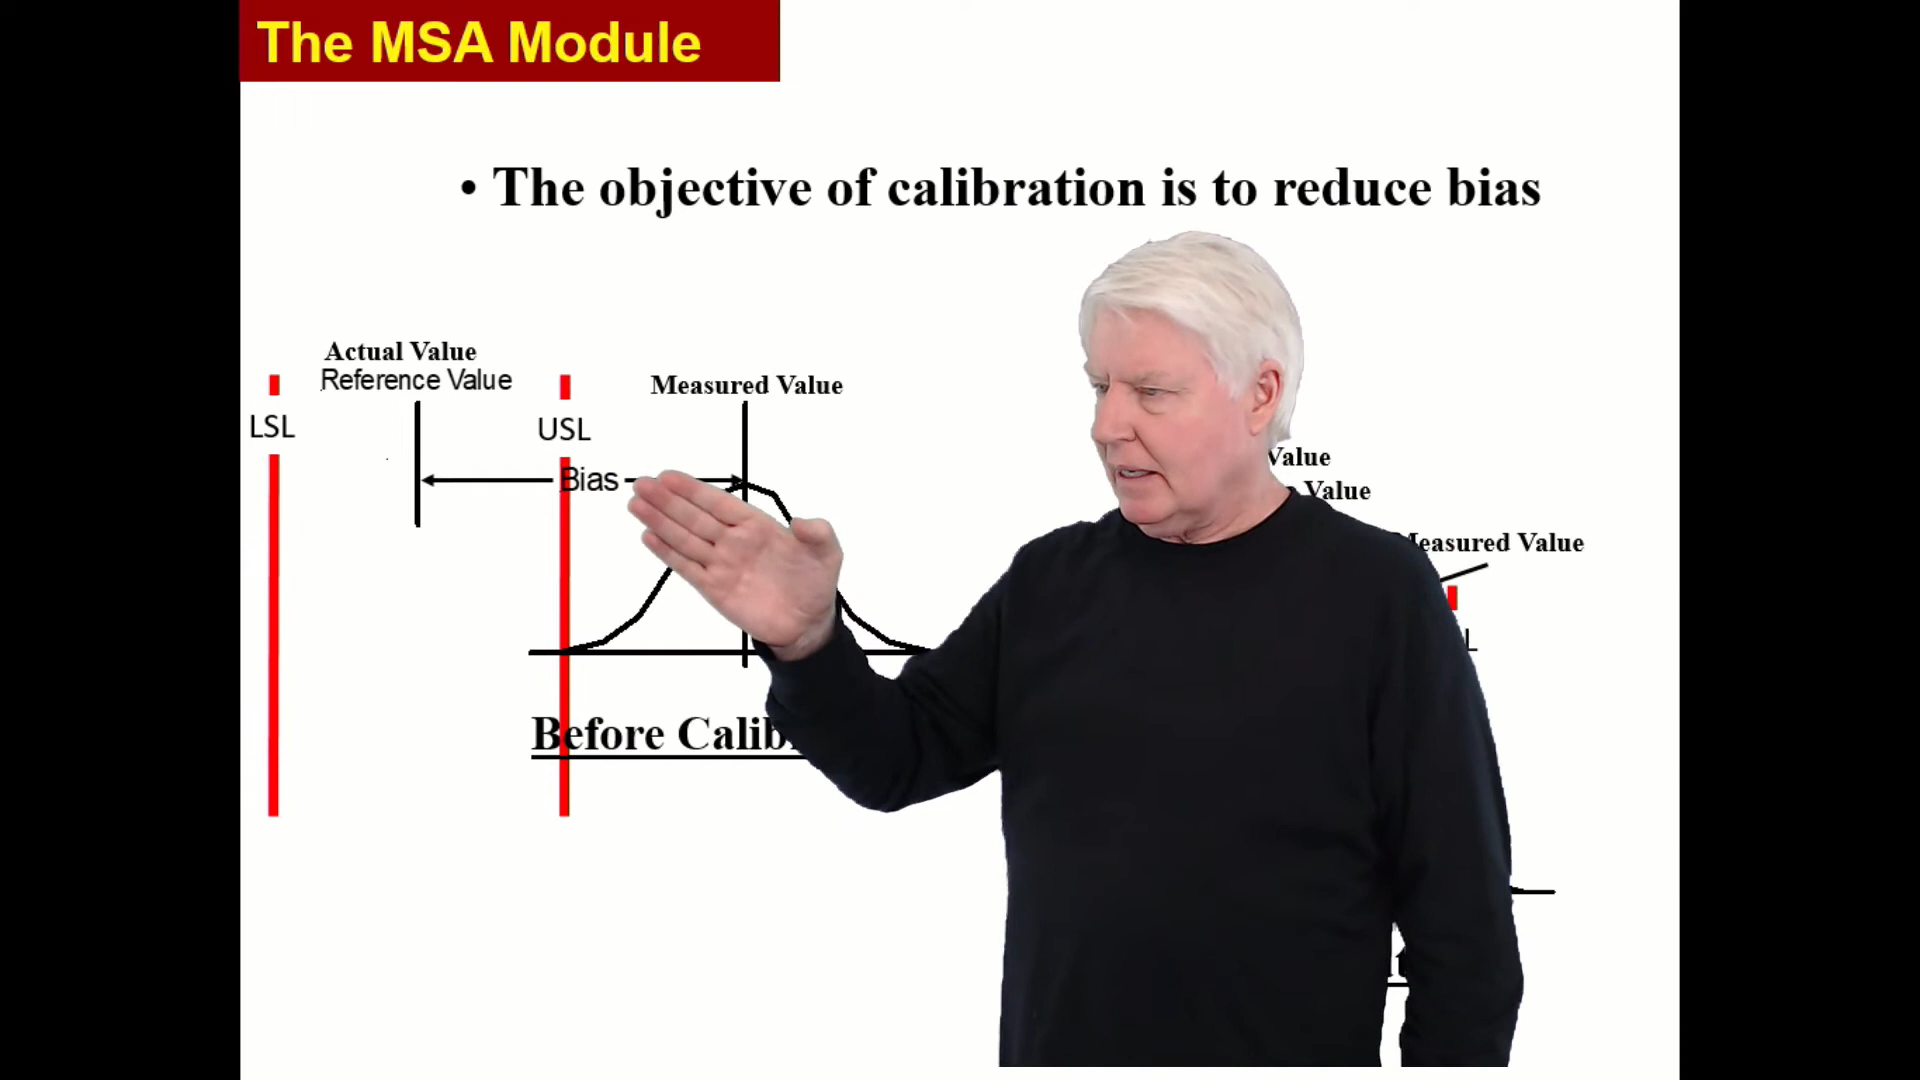 The MSA Module
• The objective of calibration is to reduce bias
Actual Value
Reference Value
Measured Value
LSL
USL
Bias
Value
Value
Measured Value
Before